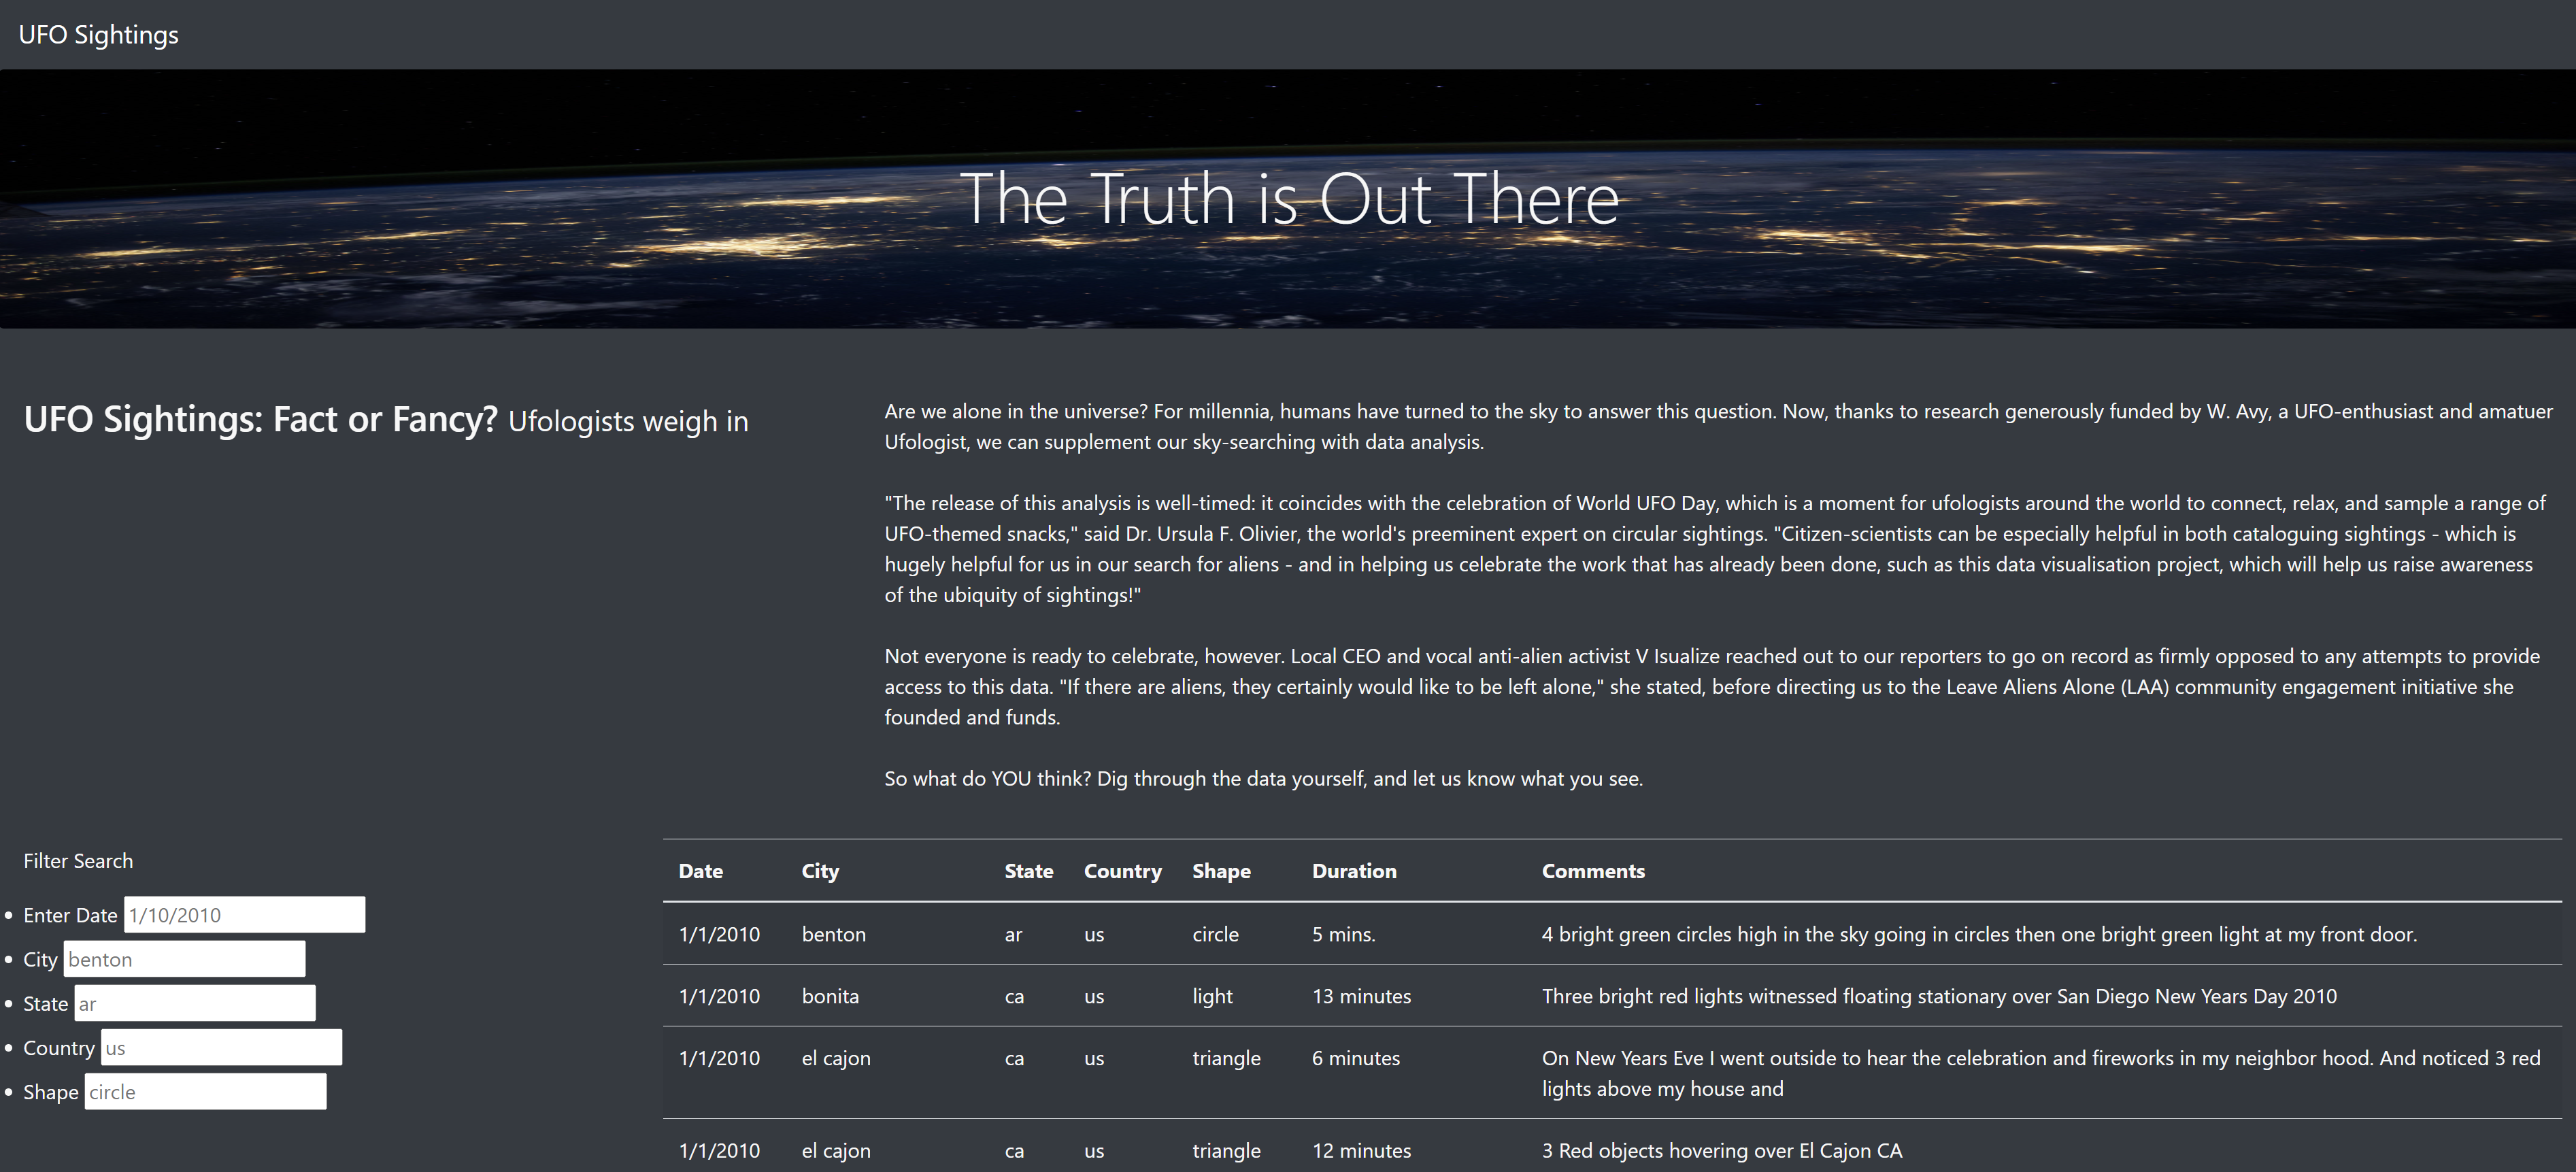 UFO Sightings
The Truth is Out There
UFO Sightings: Fact or Fancy? Ufologists weigh in
Are we alone in the universe? For millennia, humans have turned to the sky to answer this question. Now, thanks to research generously funded by W. Avy, a UFO-enthusiast and amatuer
Ufologist, we can supplement our sky-searching with data analysis.
"The release of this analysis is well-timed: it coincides with the celebration of World UFO Day, which is a moment for ufologists around the world to connect, relax, and sample a range of
UFO-themed snacks," said Dr. Ursula F. Olivier, the world's preeminent expert on circular sightings. "Citizen-scientists can be especially helpful in both cataloguing sightings - which is
hugely helpful for us in our search for aliens - and in helping us celebrate the work that has already been done, such as this data visualisation project, which will help us raise awareness
of the ubiquity of sightings!"
Not everyone is ready to celebrate, however. Local CEO and vocal anti-alien activist V Isualize reached out to our reporters to go on record as firmly opposed to any attempts to provide
access to this data. "If there are aliens, they certainly would like to be left alone," she stated, before directing us to the Leave Aliens Alone (LAA) community engagement initiative she
founded and funds.
So what do YOU think? Dig through the data yourself, and let us know what you see.
Filter Search
Enter Date 1/10/2010
City benton
State ar
Country us
Shape circle
Date City State Country Shape Duration Comments
1/1/2010 benton ar us circle 5 mins. 4 bright green circles high in the sky going in circles then one bright green light at my front door.
1/1/2010 bonita ca us light 13 minutes Three bright red lights witnessed floating stationary over San Diego New Years Day 2010
1/1/2010 el cajon ca us triangle 6 minutes On New Years Eve I went outside to hear the celebration and fireworks in my neighbor hood. And noticed 3 red
lights above my house and
1/1/2010 el cajon ca us triangle 12 minutes 3 Red objects hovering over El Cajon CA